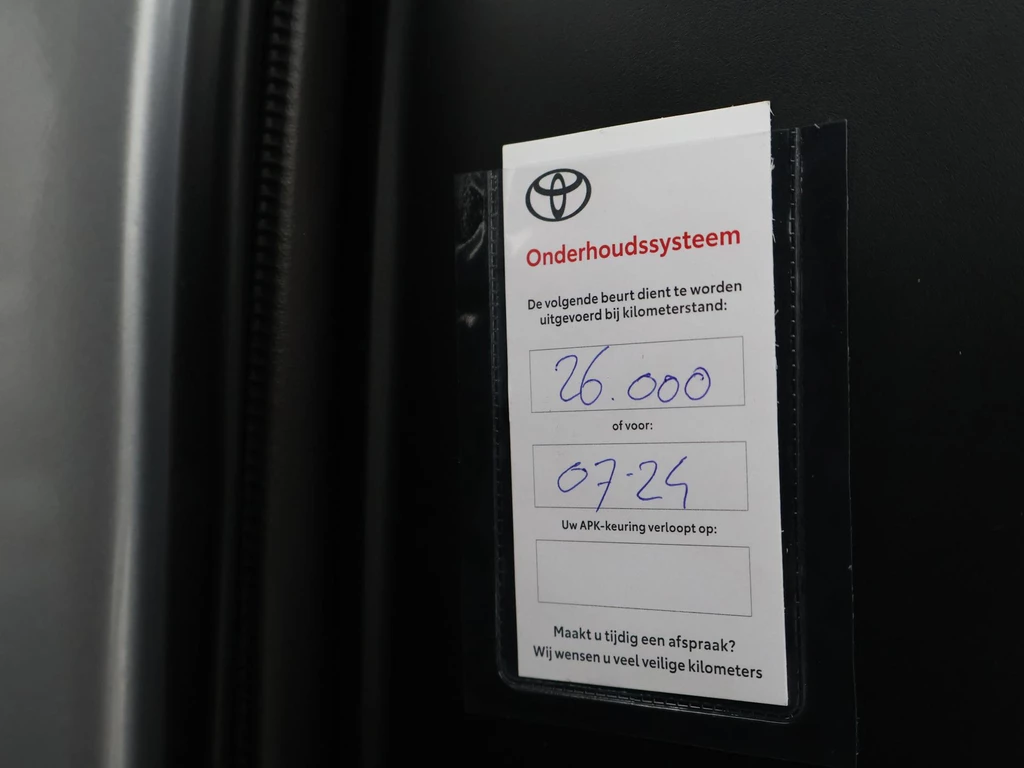 Onderhoudssysteem
De volgende beurt dient te worden
uitgevoerd bij kilometerstand:
26.000
of voor:
07-24
Uw APK-keuring verloopt op:
Maakt u tijdig een afspraak?
Wij wensen u veel veilige kilometers